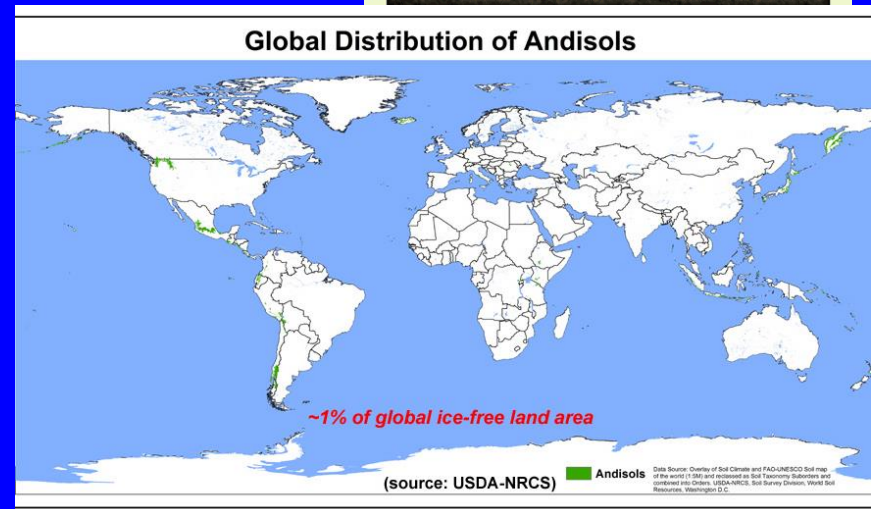 Global Distribution of Andisols
~1% of global ice-free land area
(source: USDA-NRCS)
Andisols
Data Source: Overlay of Soil Climate and FAO-UNESCO Soil map
of the world (1:5M) and reclassed as Soil Taxonomy Suborders and
combined into Orders. USDA-NRCS, Soil Survey Division, World Soil
Resources, Washington D.C.